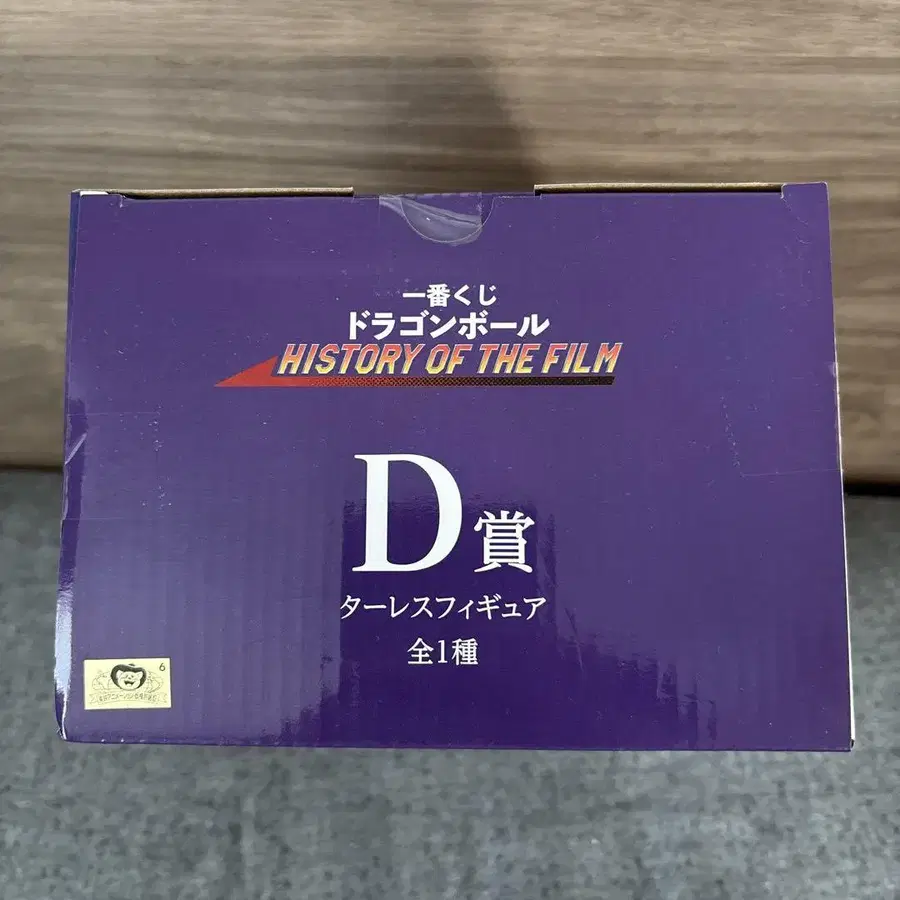 一番くじ
ドラゴンボール
HISTORY OF THE FILM
D賞
ターレスフィギュア
全1種
6